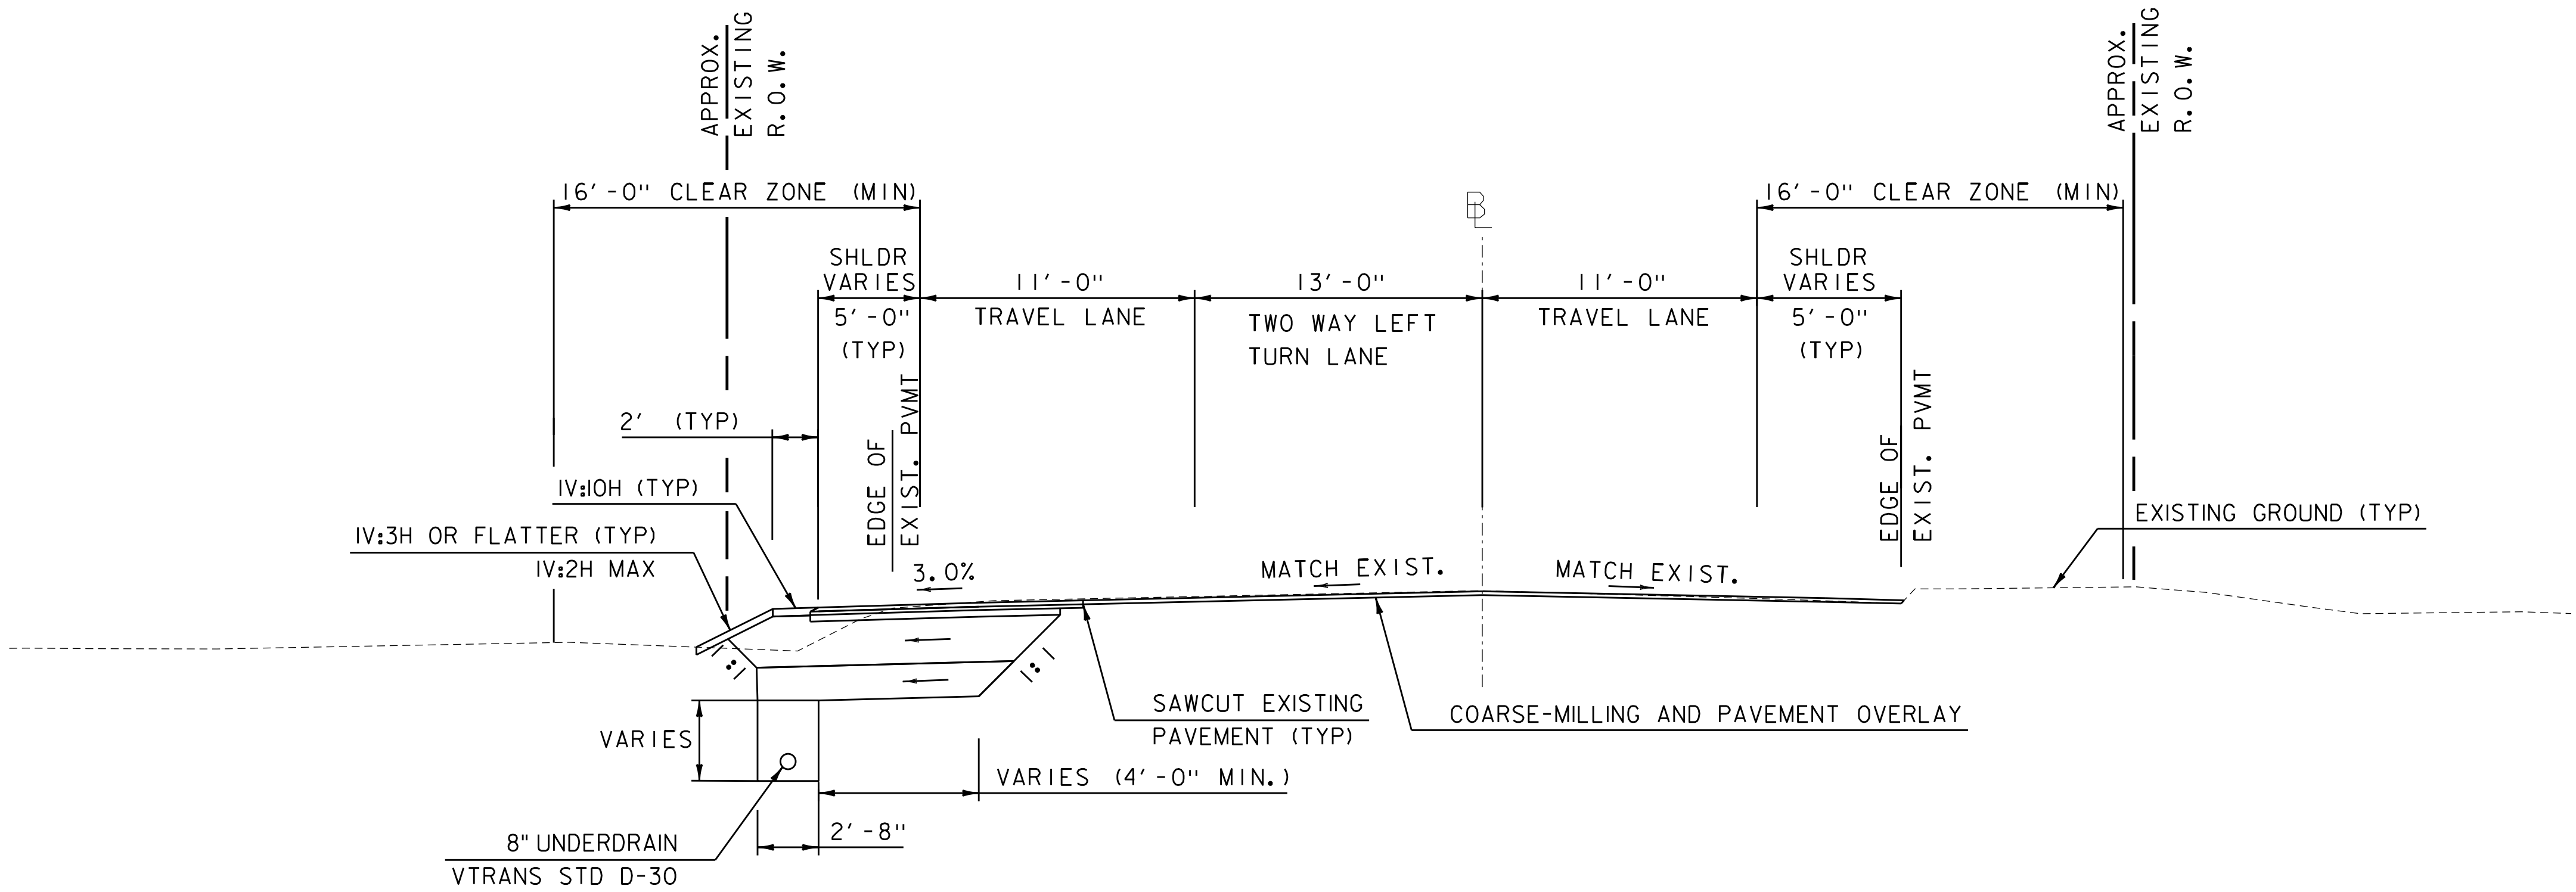 APPROX.
EXISTING
R.O.W.
APPROX.
EXISTING
R.O.W.
16'-0" CLEAR ZONE (MIN)
16'-0" CLEAR ZONE (MIN)
BL
SHLDR
VARIES
5'-0"
(TYP)
11'-0"
TRAVEL LANE
13'-0"
TWO WAY LEFT
TURN LANE
11'-0"
TRAVEL LANE
SHLDR
VARIES
5'-0"
(TYP)
2' (TYP)
EDGE OF
EXIST. PVMT
EDGE OF
EXIST. PVMT
1V:10H (TYP)
1V:3H OR FLATTER (TYP)
1V:2H MAX
EXISTING GROUND (TYP)
3.0%
MATCH EXIST.
MATCH EXIST.
1:1
1:1
SAWCUT EXISTING
PAVEMENT (TYP)
COARSE-MILLING AND PAVEMENT OVERLAY
VARIES
VARIES (4'-0" MIN.)
2'-8"
8" UNDERDRAIN
VTRANS STD D-30